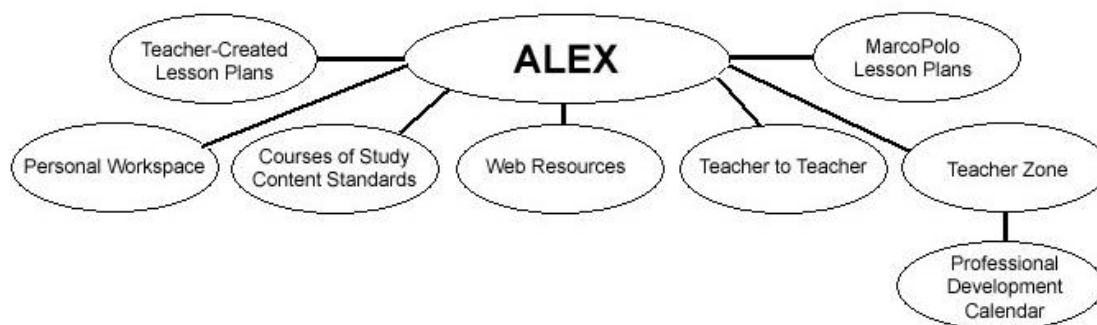 ALEX
Teacher-Created
Lesson Plans
MarcoPolo
Lesson Plans
Personal Workspace
Courses of Study
Content Standards
Web Resources
Teacher to Teacher
Teacher Zone
Professional
Development
Calendar